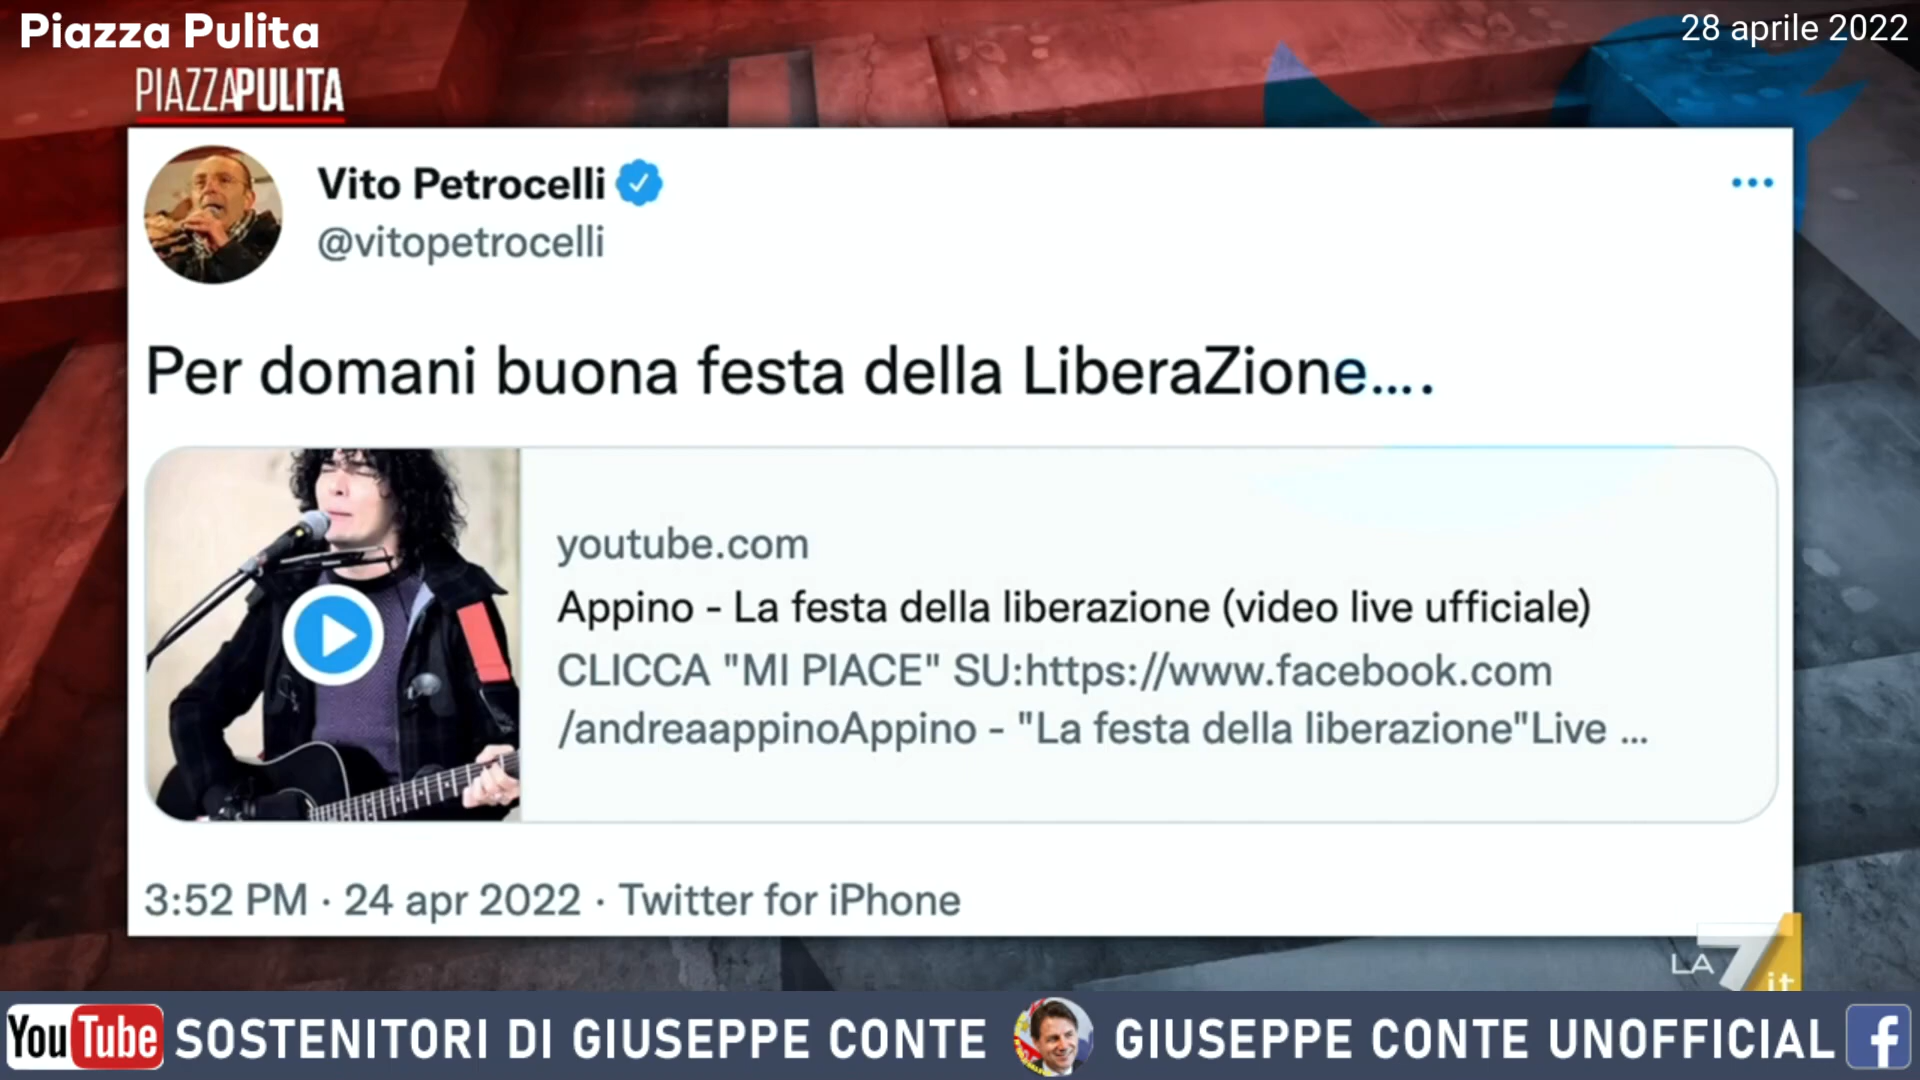 Piazza Pulita
28 aprile 2022
PIAZZAPULITA
Vito Petrocelli
@vitopetrocelli
Per domani buona festa della LiberaZione....
youtube.com
Appino - La festa della liberazione (video live ufficiale)
CLICCA "MI PIACE" SU:https://www.facebook.com
/andreaappinoAppino - "La festa della liberazione"Live ...
3:52 PM · 24 apr 2022 · Twitter for iPhone
LA7
it
YouTube SOSTENITORI DI GIUSEPPE CONTE GIUSEPPE CONTE UNOFFICIAL f